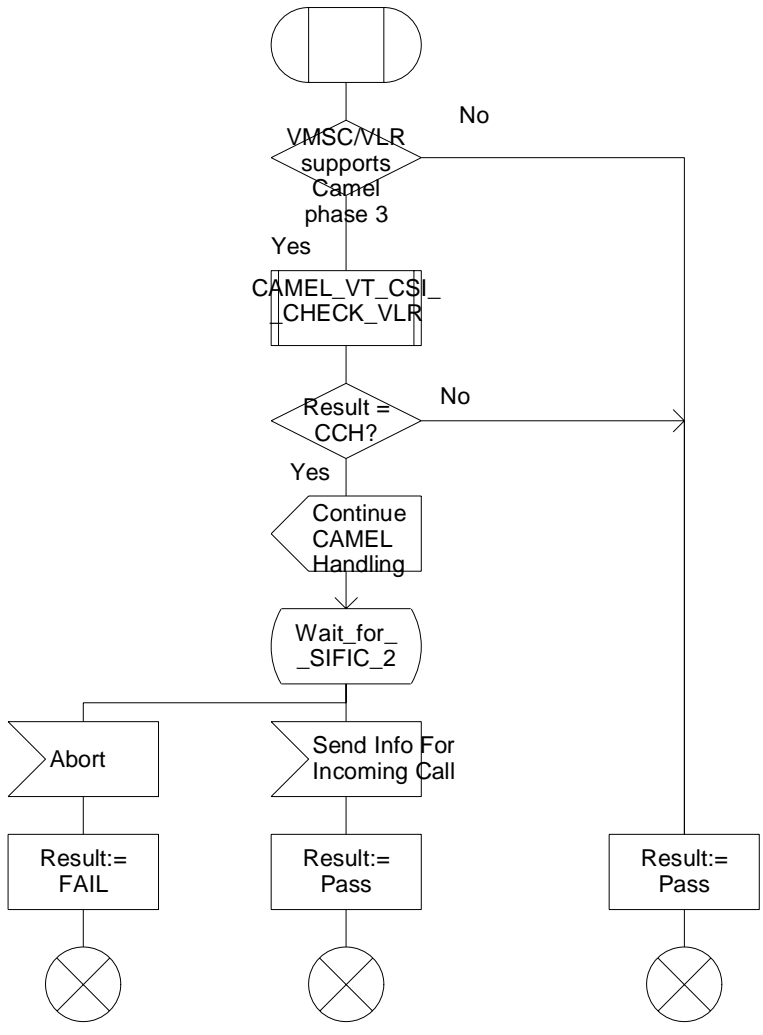 No
VMSC/VLR
supports
Camel
phase 3
Yes
CAMEL_VT_CSI_
_CHECK_VLR
Result =
CCH?
No
Yes
Continue
CAMEL
Handling
Wait_for_
_SIFIC_2
Abort
Send Info For
Incoming Call
Result:=
FAIL
Result:=
Pass
Result:=
Pass